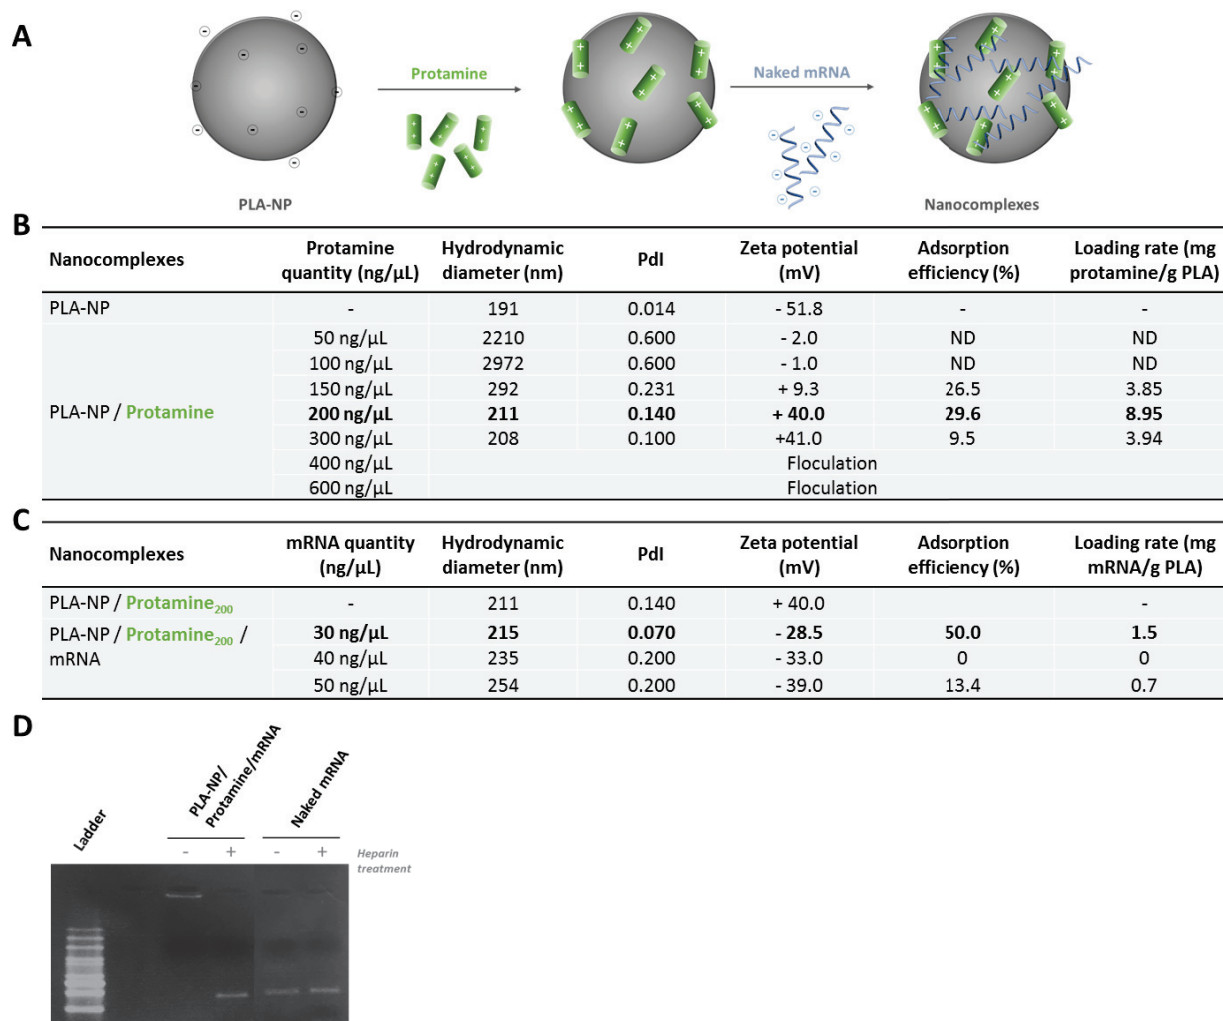 A
Protamine
Naked mRNA
PLA-NP
Nanocomplexes
B
Nanocomplexes Protamine quantity (ng/µL) Hydrodynamic diameter (nm) PdI Zeta potential (mV) Adsorption efficiency (%) Loading rate (mg protamine/g PLA)
PLA-NP - 191 0.014 - 51.8 - -
50 ng/µL 2210 0.600 - 2.0 ND ND
100 ng/µL 2972 0.600 - 1.0 ND ND
150 ng/µL 292 0.231 + 9.3 26.5 3.85
PLA-NP / Protamine 200 ng/µL 211 0.140 + 40.0 29.6 8.95
300 ng/µL 208 0.100 +41.0 9.5 3.94
400 ng/µL Floculation
600 ng/µL Floculation
C
Nanocomplexes mRNA quantity (ng/µL) Hydrodynamic diameter (nm) PdI Zeta potential (mV) Adsorption efficiency (%) Loading rate (mg mRNA/g PLA)
PLA-NP / Protamine200 - 211 0.140 + 40.0 -
PLA-NP / Protamine200 / 30 ng/µL 215 0.070 - 28.5 50.0 1.5
mRNA 40 ng/µL 235 0.200 - 33.0 0 0
50 ng/µL 254 0.200 - 39.0 13.4 0.7
D
Ladder
PLA-NP/
Protamine/mRNA
Naked mRNA
- + - + Heparin
treatment